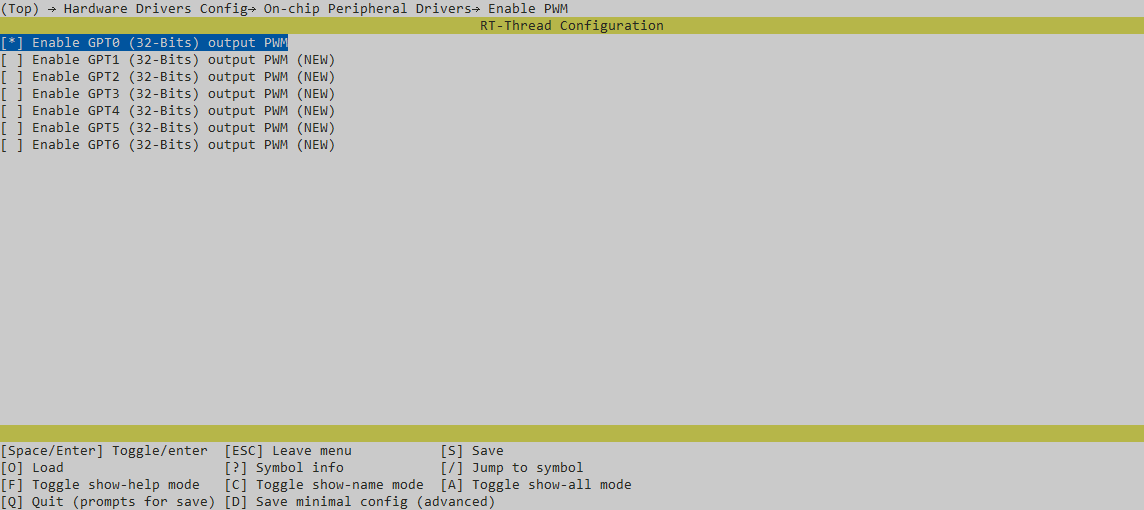 (Top) → Hardware Drivers Config→ On-chip Peripheral Drivers→ Enable PWM
RT-Thread Configuration
[*] Enable GPT0 (32-Bits) output PWM
[ ] Enable GPT1 (32-Bits) output PWM (NEW)
[ ] Enable GPT2 (32-Bits) output PWM (NEW)
[ ] Enable GPT3 (32-Bits) output PWM (NEW)
[ ] Enable GPT4 (32-Bits) output PWM (NEW)
[ ] Enable GPT5 (32-Bits) output PWM (NEW)
[ ] Enable GPT6 (32-Bits) output PWM (NEW)
[Space/Enter] Toggle/enter [ESC] Leave menu [S] Save
[O] Load [?] Symbol info [/] Jump to symbol
[F] Toggle show-help mode [C] Toggle show-name mode [A] Toggle show-all mode
[Q] Quit (prompts for save) [D] Save minimal config (advanced)